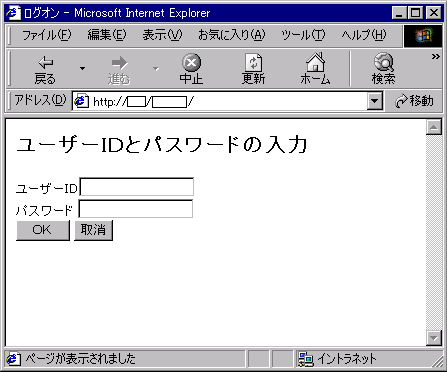 ログオン - Microsoft Internet Explorer
ファイル(F) 編集(E) 表示(V) お気に入り(A) ツール(T) ヘルプ(H)
戻る 進む 中止 更新 ホーム 検索
アドレス(D) http://  /  / 移動
ユーザーIDとパスワードの入力
ユーザーID
パスワード
OK 取消
ページが表示されました イントラネット